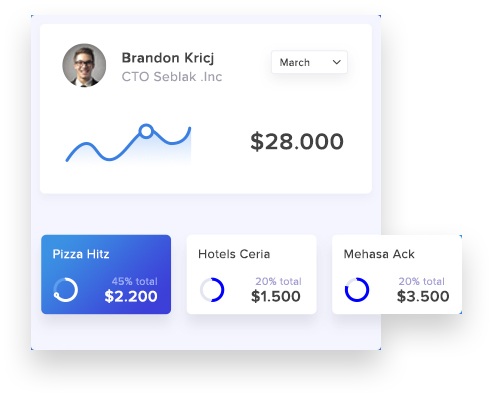 Brandon Kricj
CTO Seblak .Inc
March
$28.000
Pizza Hitz
45% total
$2.200
Hotels Ceria
20% total
$1.500
Mehasa Ack
20% total
$3.500